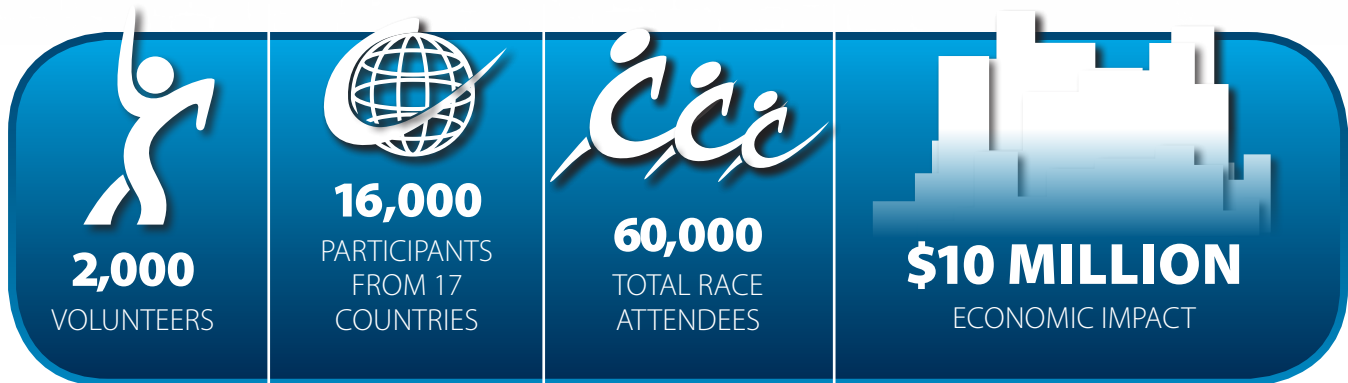 2,000
VOLUNTEERS
16,000
PARTICIPANTS
FROM 17
COUNTRIES
60,000
TOTAL RACE
ATTENDEES
$10 MILLION
ECONOMIC IMPACT